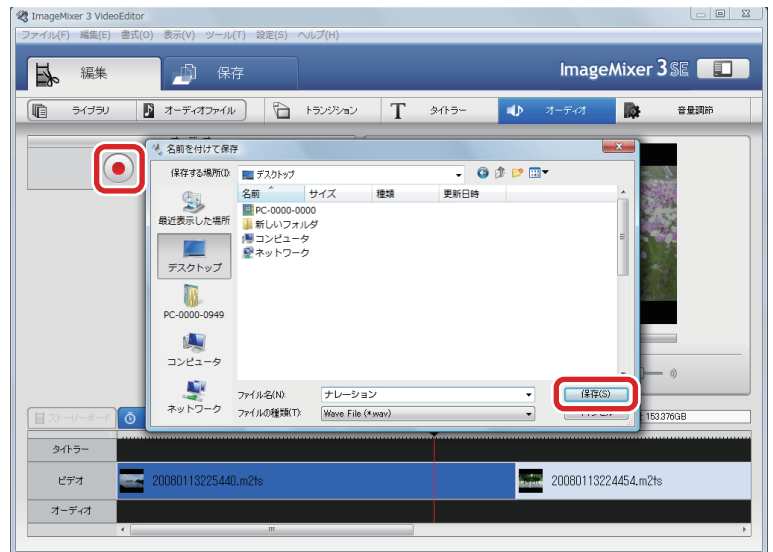 ImageMixer 3 VideoEditor
ファイル(F) 編集(E) 書式(O) 表示(V) ツール(T) 設定(S) ヘルプ(H)
編集 保存 ImageMixer 3 SE
ライブラリ オーディオファイル トランジション T タイトラー オーディオ 音量調節
名前を付けて保存
保存する場所(I): デスクトップ
名前 サイズ 種類 更新日時
PC-0000-0000
新しいフォルダ
コンピュータ
ネットワーク
最近表示した場所
デスクトップ
PC-0000-0949
コンピュータ
ネットワーク
ファイル名(N): ナレーション 保存(S)
ファイルの種類(T): Wave File (*.wav)
ストーリーボード 153.376GB
タイトラー
ビデオ 20080113225440.m2ts 20080113224454.m2ts
オーディオ